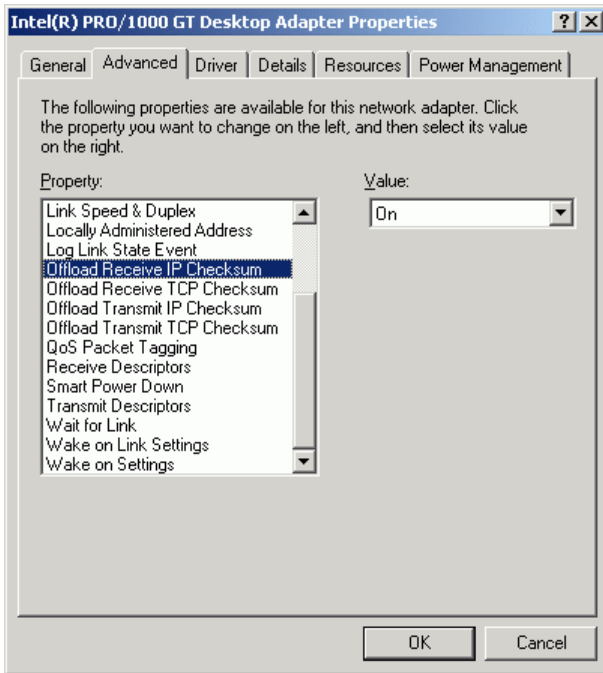 Intel(R) PRO/1000 GT Desktop Adapter Properties
General Advanced Driver Details Resources Power Management
The following properties are available for this network adapter. Click
the property you want to change on the left, and then select its value
on the right.
Property:
Link Speed & Duplex
Locally Administered Address
Log Link State Event
Offload Receive IP Checksum
Offload Receive TCP Checksum
Offload Transmit IP Checksum
Offload Transmit TCP Checksum
QoS Packet Tagging
Receive Descriptors
Smart Power Down
Transmit Descriptors
Wait for Link
Wake on Link Settings
Wake on Settings
Value:
On
OK Cancel